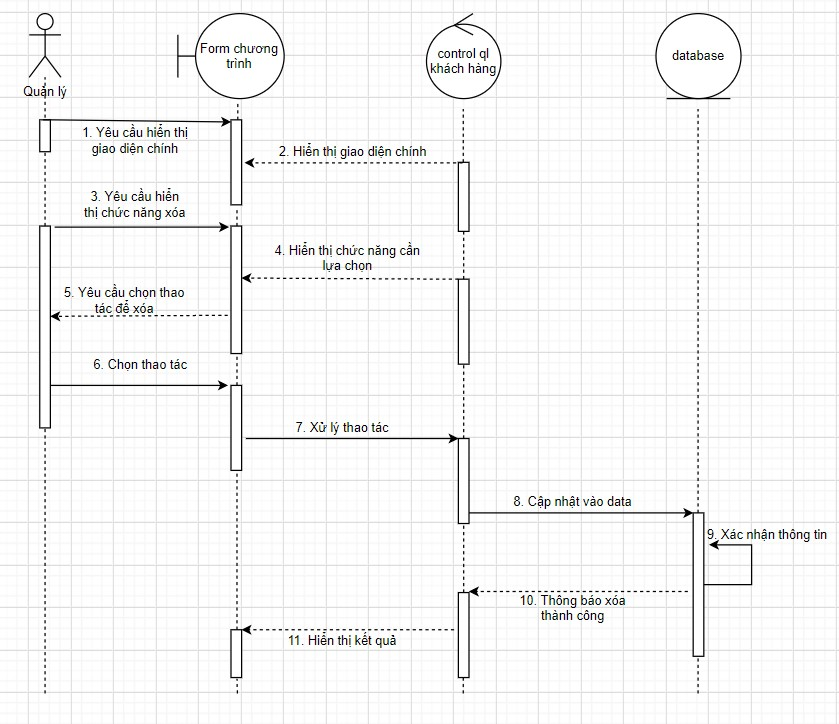 Form chương
trình
control ql
khách hàng
database
Quản lý
1. Yêu cầu hiển thị
giao diện chính
2. Hiển thị giao diện chính
3. Yêu cầu hiển
thị chức năng xóa
4. Hiển thị chức năng cần
lựa chọn
5. Yêu cầu chọn thao
tác để xóa
6. Chọn thao tác
7. Xử lý thao tác
8. Cập nhật vào data
9. Xác nhận thông tin
10. Thông báo xóa
thành công
11. Hiển thị kết quả